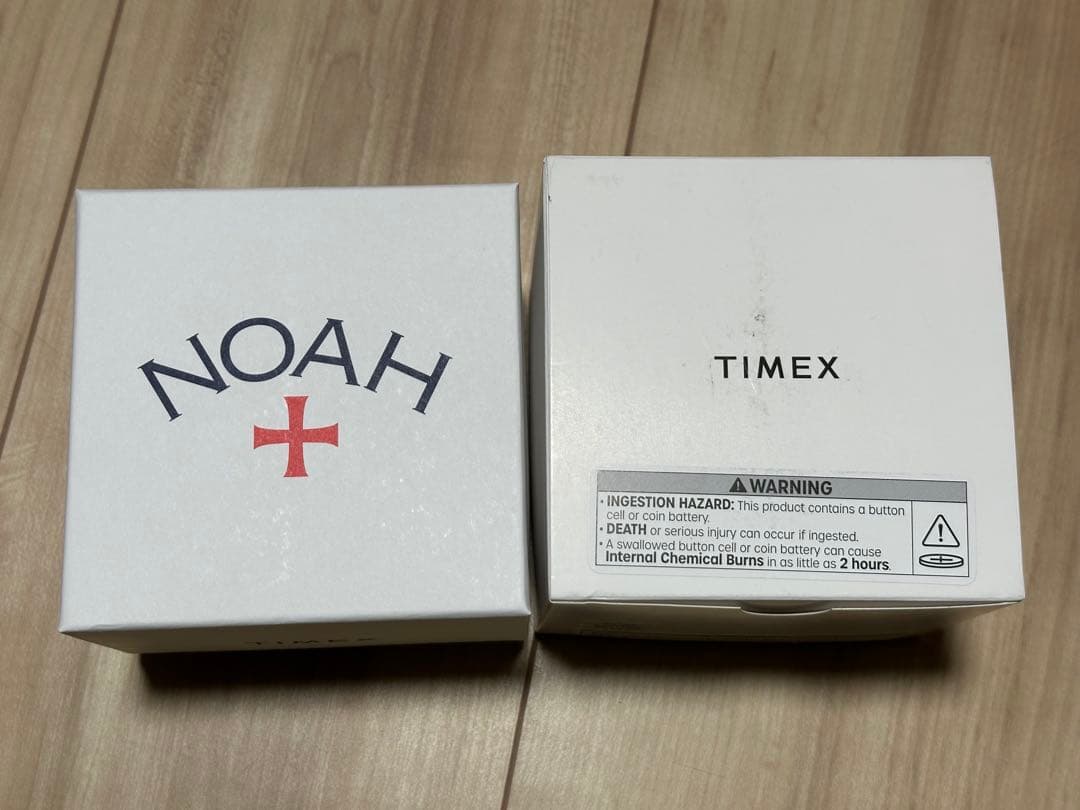 NOAH
TIMEX
TIMEX
WARNING
• INGESTION HAZARD: This product contains a button
cell or coin battery.
• DEATH or serious injury can occur if ingested.
• A swallowed button cell or coin battery can cause
Internal Chemical Burns in as little as 2 hours.